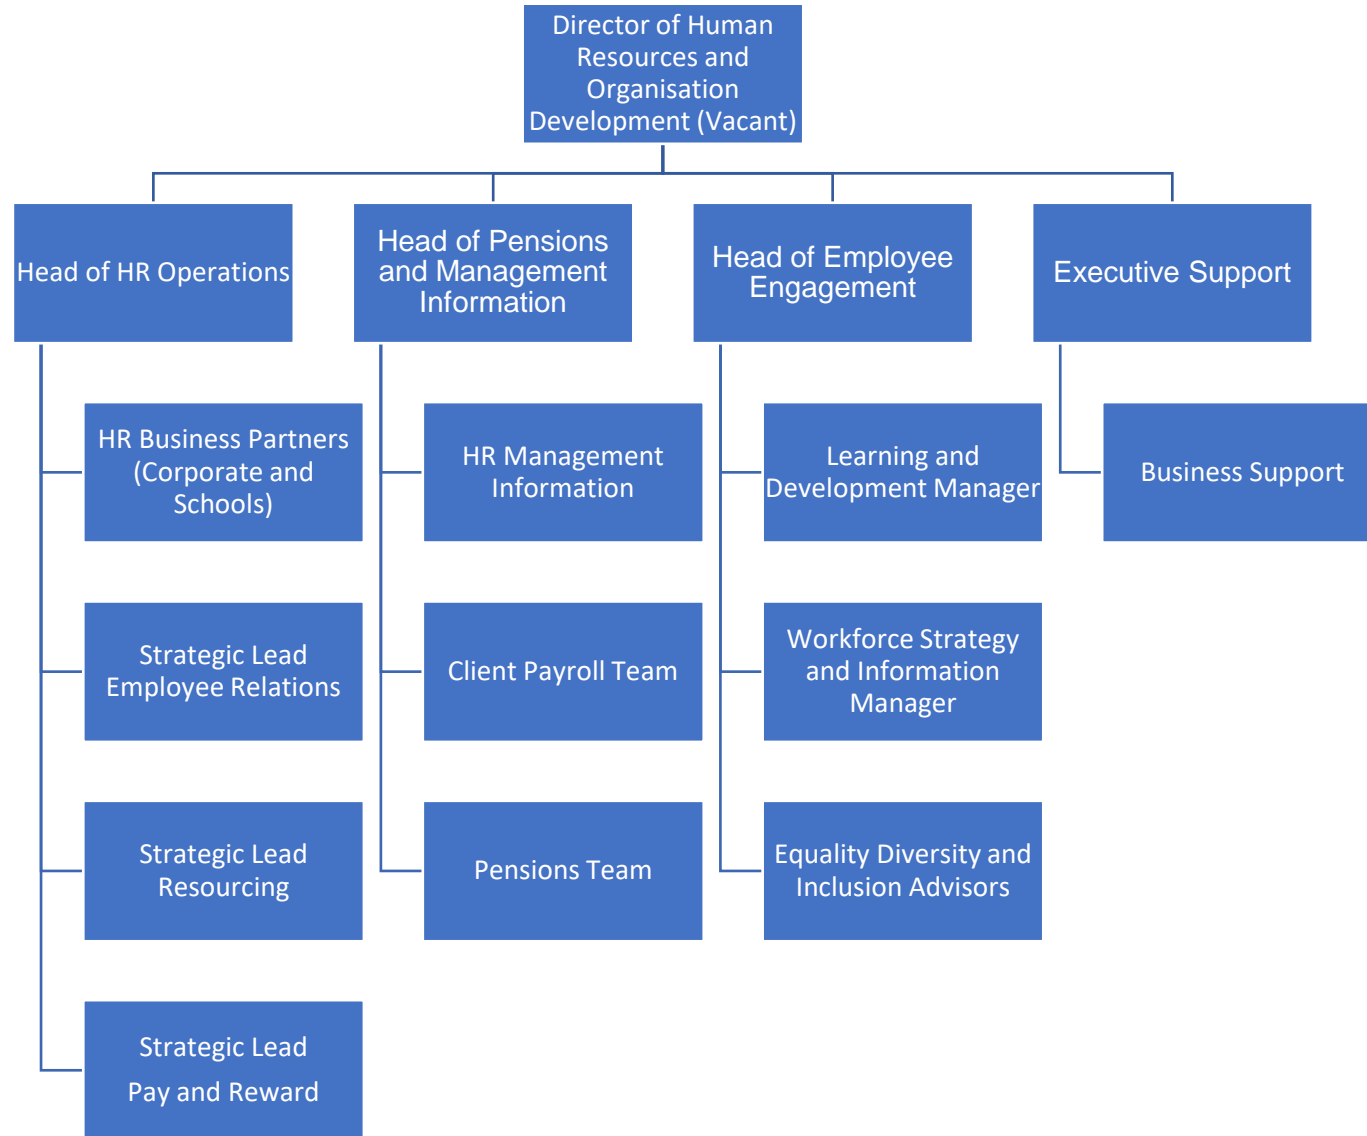 Director of Human
Resources and
Organisation
Development (Vacant)
Head of HR Operations
Head of Pensions
and Management
Information
Head of Employee
Engagement
Executive Support
HR Business Partners
(Corporate and
Schools)
HR Management
Information
Learning and
Development Manager
Business Support
Strategic Lead
Employee Relations
Client Payroll Team
Workforce Strategy
and Information
Manager
Strategic Lead
Resourcing
Pensions Team
Equality Diversity and
Inclusion Advisors
Strategic Lead
Pay and Reward